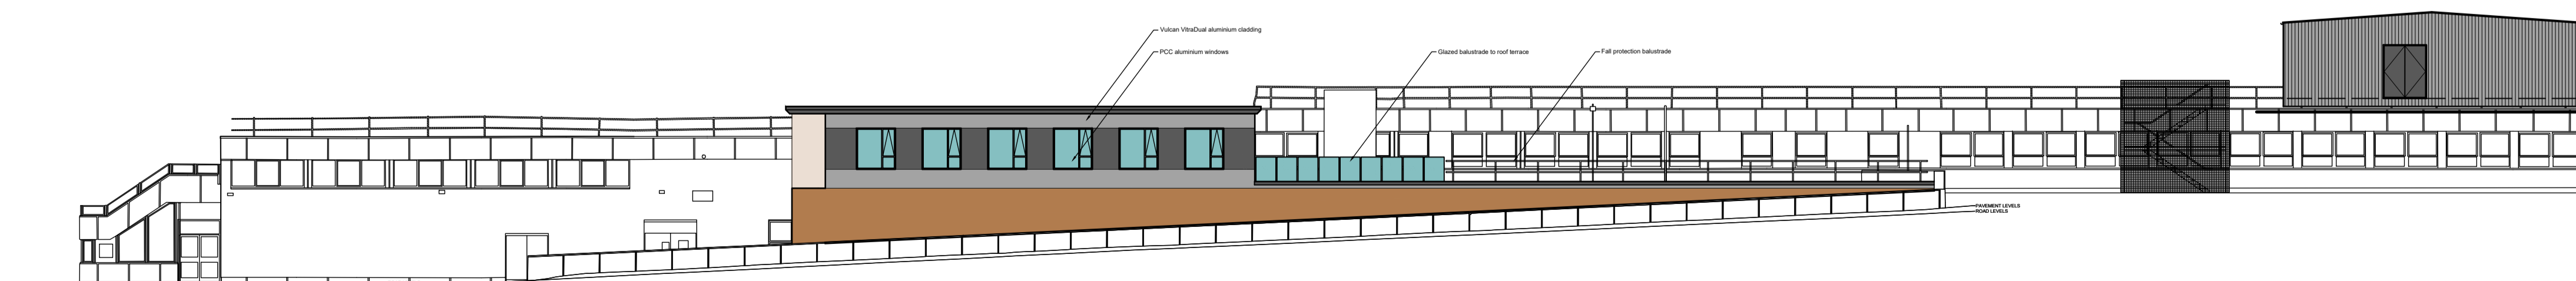 Vulcan VitraDual aluminium cladding
PCC aluminium windows
Glazed balustrade to roof terrace
Fall protection balustrade
PAVEMENT LEVELS
ROAD LEVELS